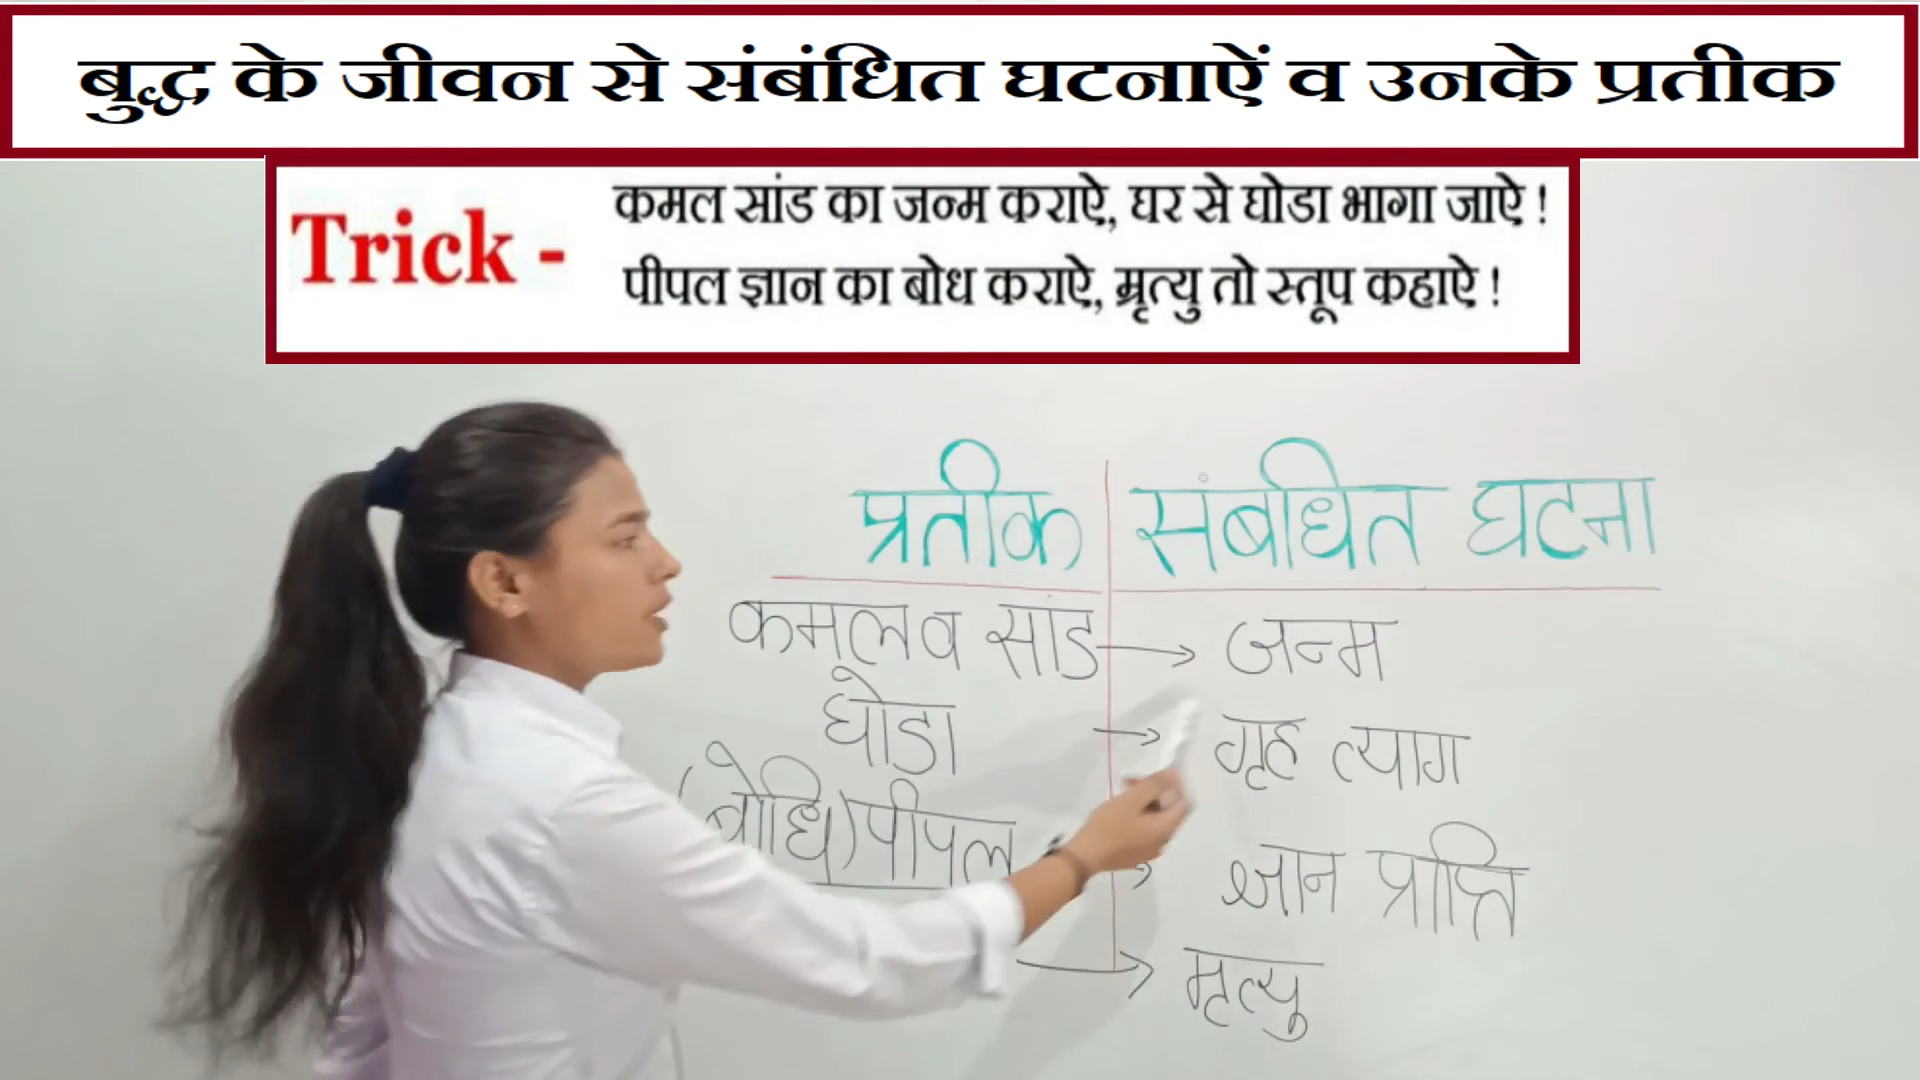 बुद्ध के जीवन से संबंधित घटनाऐं व उनके प्रतीक
Trick - कमल सांड का जन्म कराऐ, घर से घोडा भागा जाऐ !
पीपल ज्ञान का बोध कराऐ, म्रृत्यु तो स्तूप कहाऐ !
प्रतीक संबधित घटना
कमल व सांड → जन्म
घोडा → गृह त्याग
(बोधि) पीपल → ज्ञान प्राप्ति
→ मृत्यु